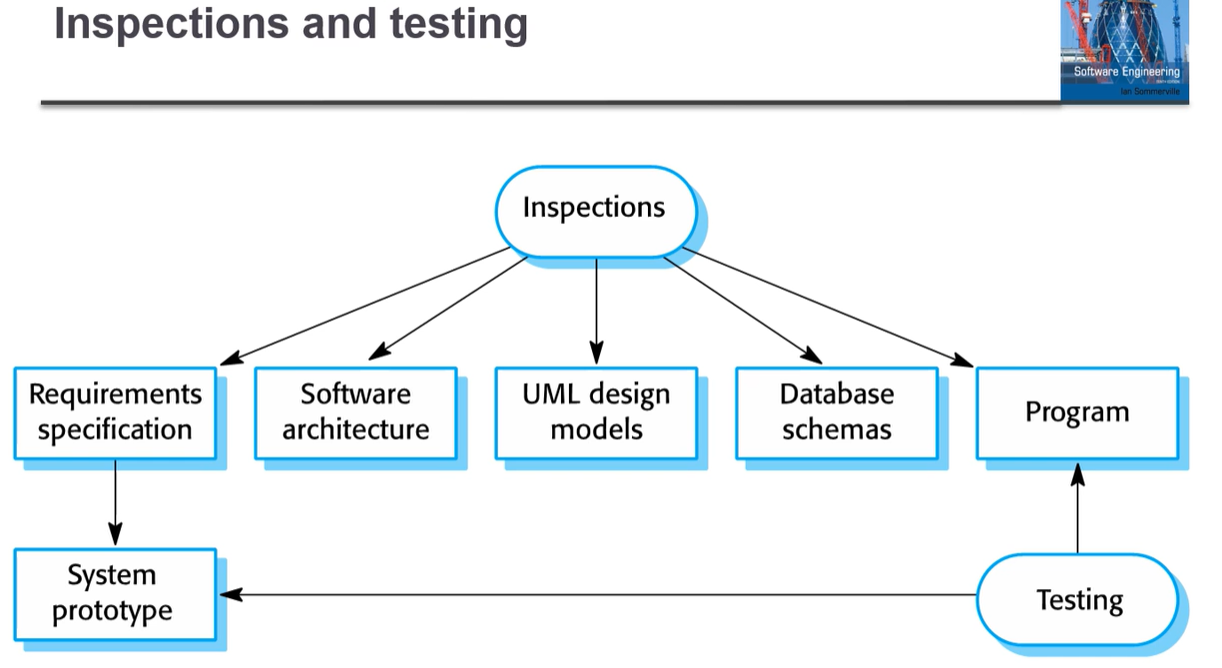 Inspections and testing
Software Engineering
Ian Sommerville
Inspections
Requirements
specification
Software
architecture
UML design
models
Database
schemas
Program
System
prototype
Testing